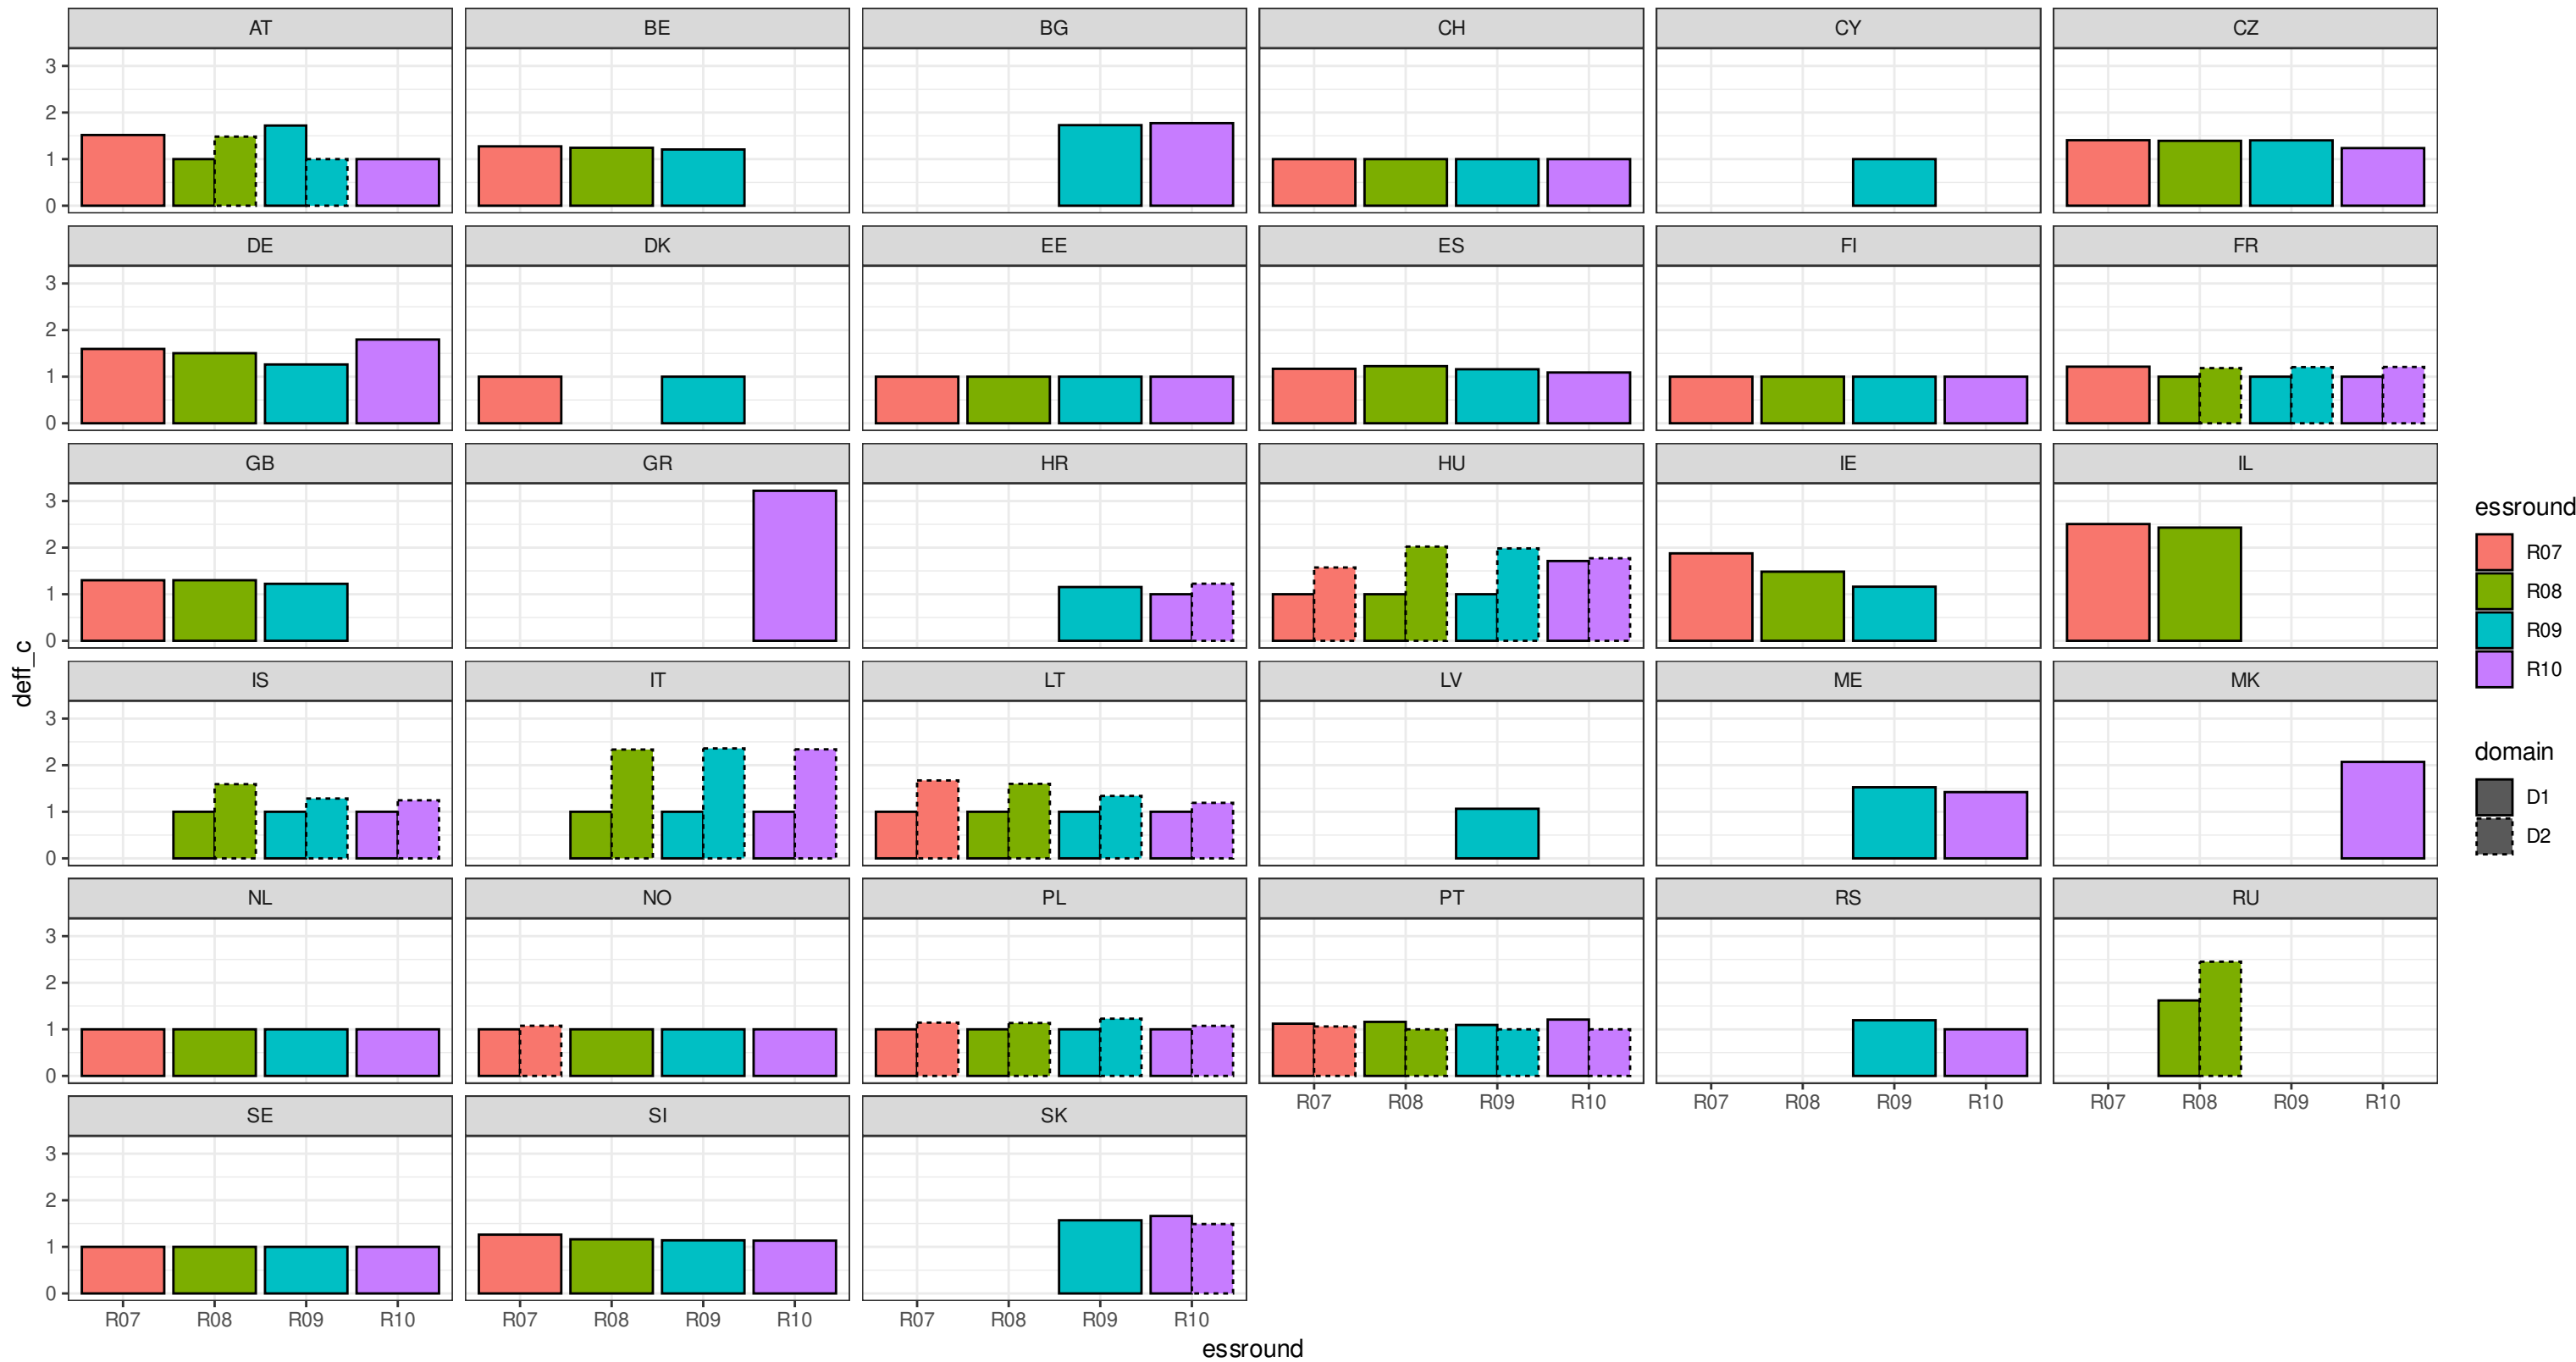 AT BE BG CH CY CZ
3
2
1
0
DE DK EE ES FI FR
3
2
1
0
GB GR HR HU IE IL
3
2
1
0
IS IT LT LV ME MK
3
2
1
0
NL NO PL PT RS RU
3
2
1
0
R07 R08 R09 R10 R07 R08 R09 R10 R07 R08 R09 R10
SE SI SK
3
2
1
0
R07 R08 R09 R10 R07 R08 R09 R10 R07 R08 R09 R10
essround
deff_c
essround
R07
R08
R09
R10
domain
D1
D2